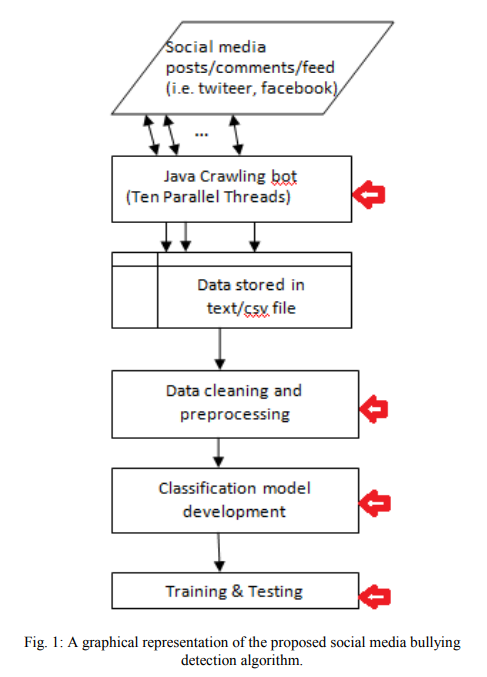 Social media
posts/comments/feed
(i.e. twiteer, facebook)
...
Java Crawling bot
(Ten Parallel Threads)
Data stored in
text/csv file
Data cleaning and
preprocessing
Classification model
development
Training & Testing
Fig. 1: A graphical representation of the proposed social media bullying
detection algorithm.